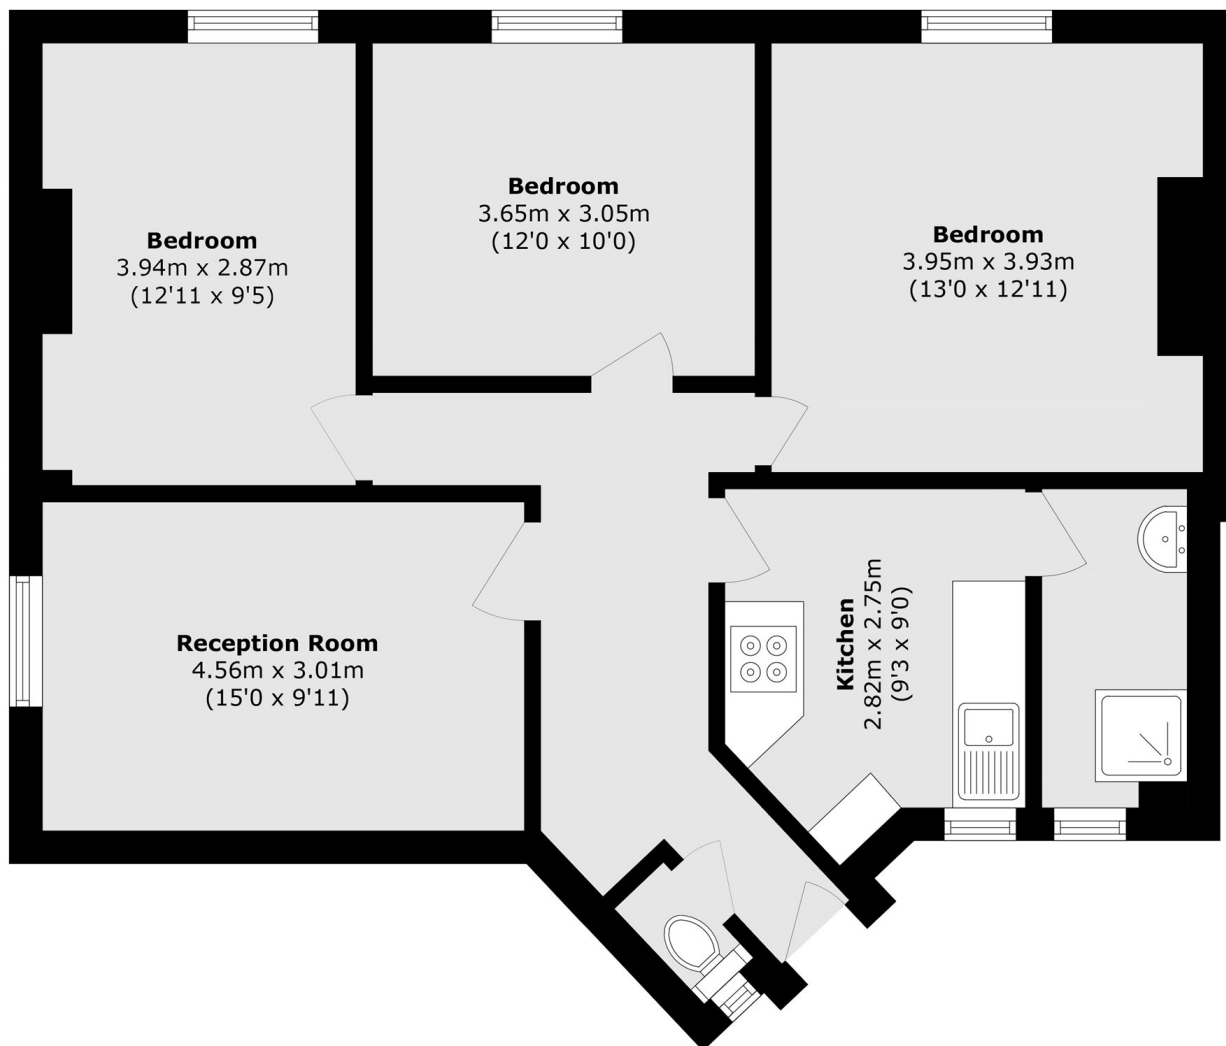 Bedroom
3.94m x 2.87m
(12'11 x 9'5)
Bedroom
3.65m x 3.05m
(12'0 x 10'0)
Bedroom
3.95m x 3.93m
(13'0 x 12'11)
Reception Room
4.56m x 3.01m
(15'0 x 9'11)
Kitchen
2.82m x 2.75m
(9'3 x 9'0)